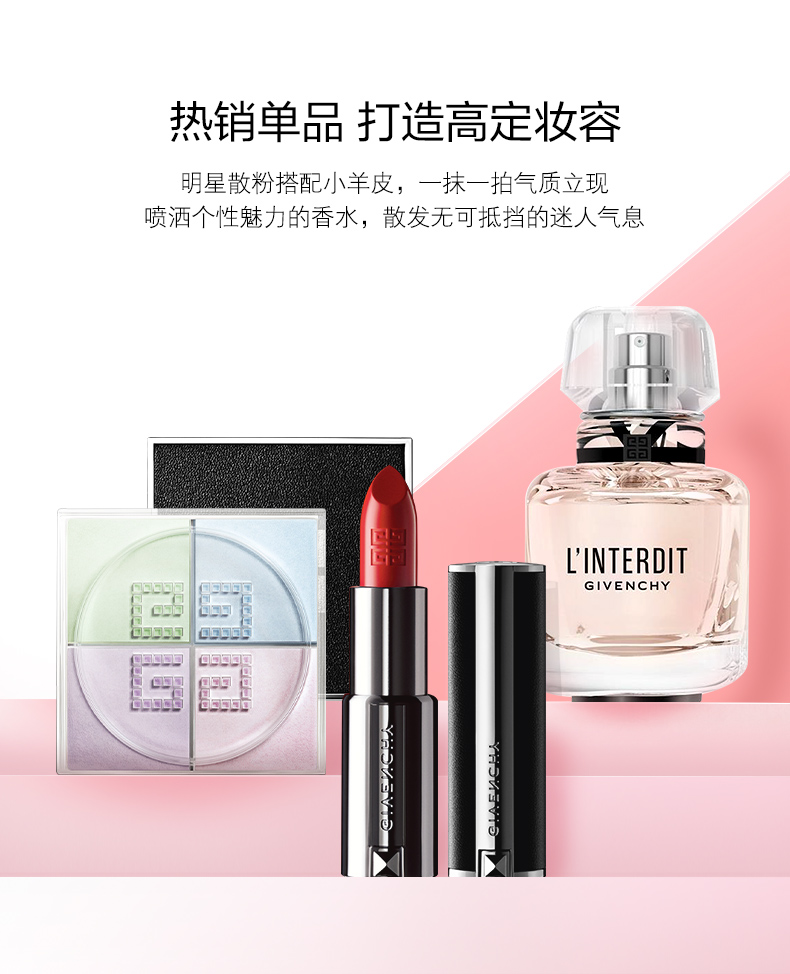 热销单品 打造高定妆容
明星散粉搭配小羊皮，一抹一拍气质立现
喷洒个性魅力的香水，散发无可抵挡的迷人气息
L'INTERDIT
GIVENCHY
GIVENCHY
GIVENCHY